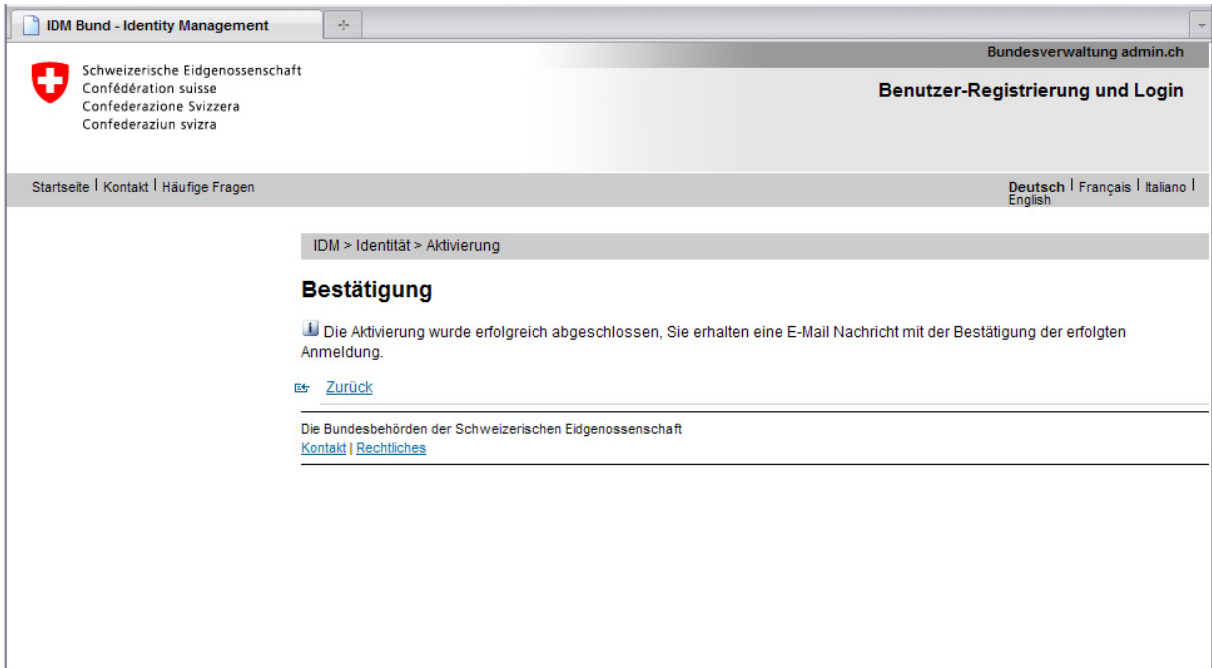 IDM Bund - Identity Management
Bundesverwaltung admin.ch
Schweizerische Eidgenossenschaft
Confédération suisse
Confederazione Svizzera
Confederaziun svizra
Benutzer-Registrierung und Login
Startseite | Kontakt | Häufige Fragen
Deutsch | Français | Italiano |
English
IDM > Identität > Aktivierung
Bestätigung
Die Aktivierung wurde erfolgreich abgeschlossen, Sie erhalten eine E-Mail Nachricht mit der Bestätigung der erfolgten
Anmeldung.
Zurück
Die Bundesbehörden der Schweizerischen Eidgenossenschaft
Kontakt | Rechtliches